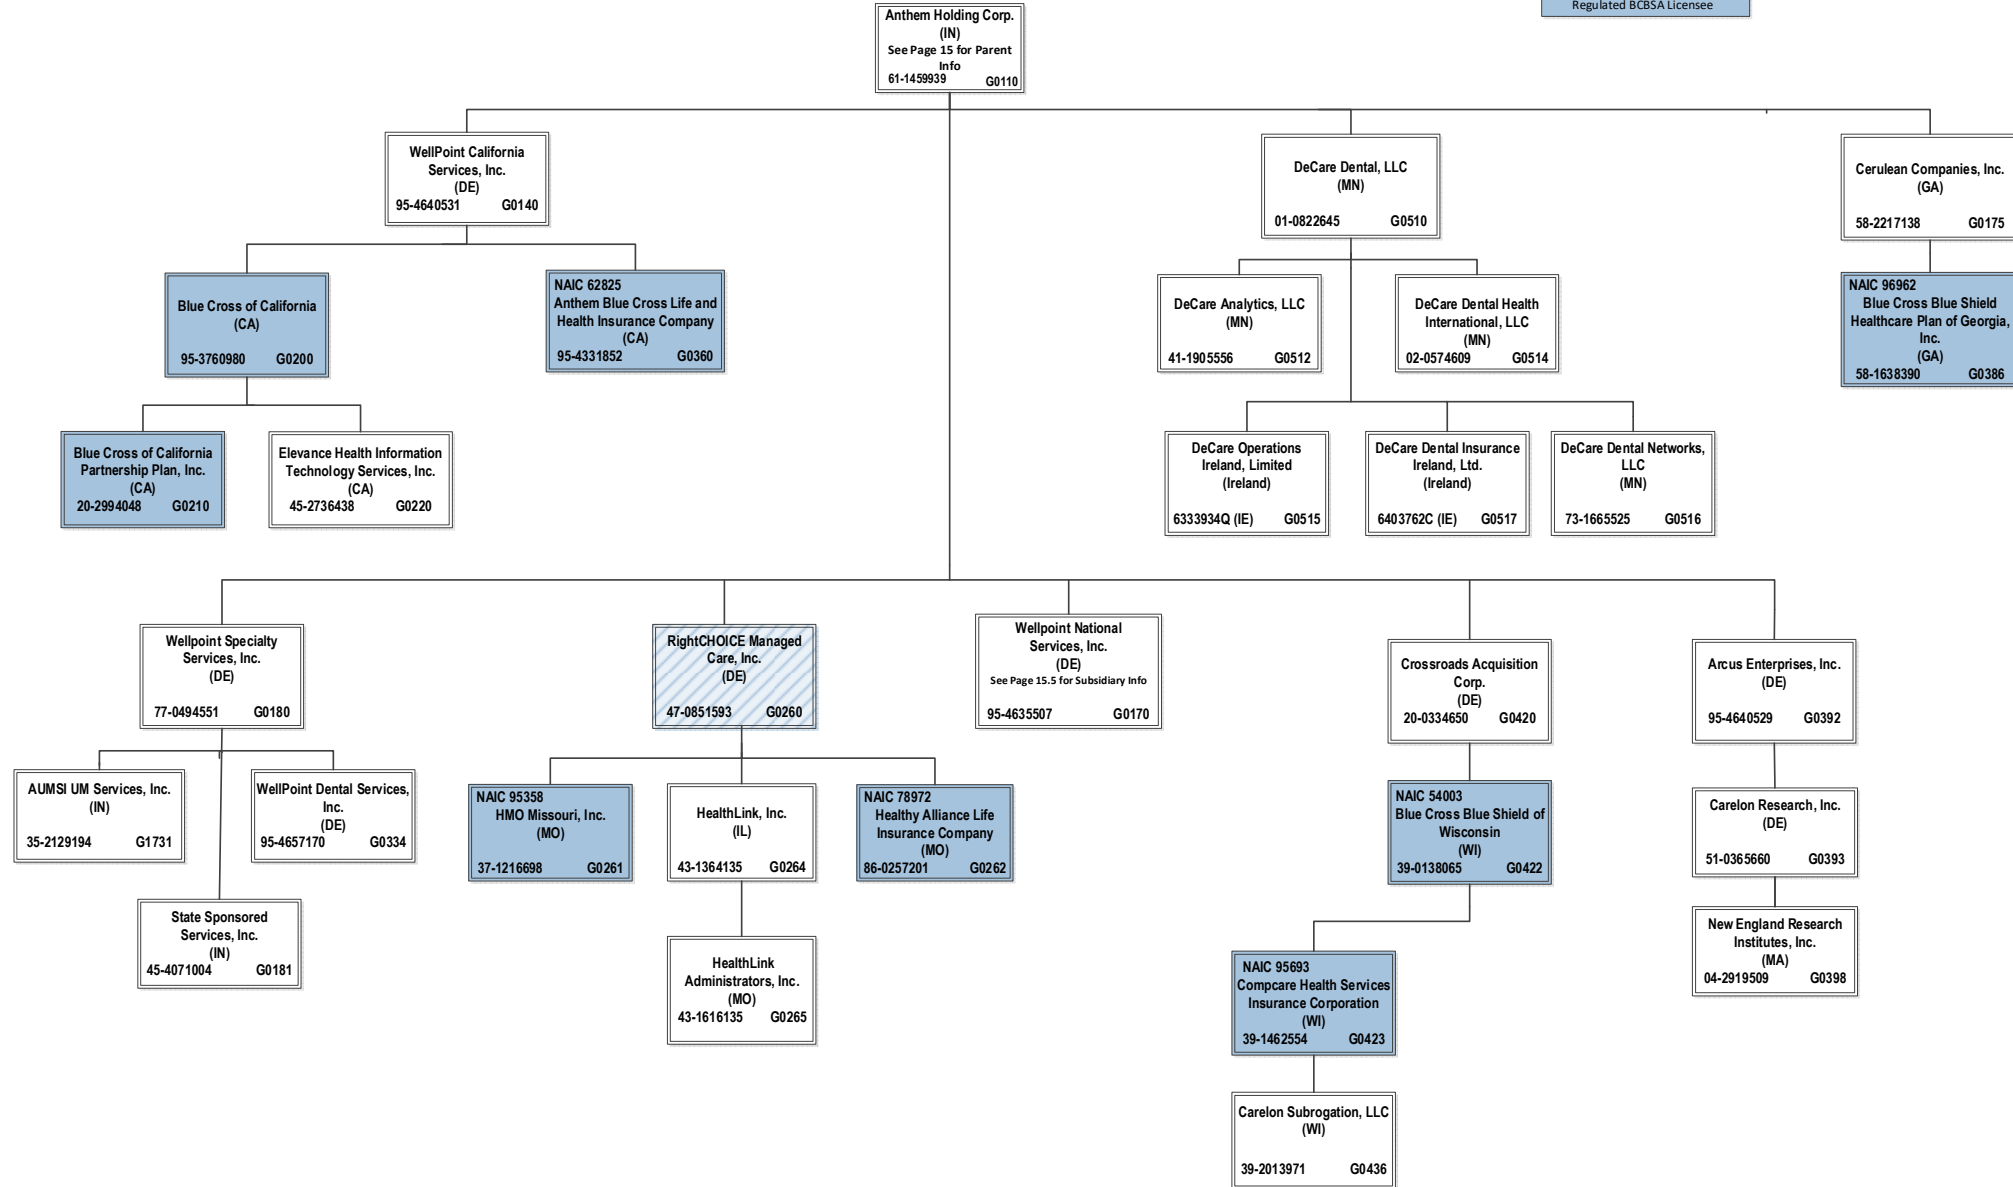 Regulated BCBSA Licensee
Anthem Holding Corp.
(IN)
See Page 15 for Parent
Info
61-1459939 G0110
WellPoint California
Services, Inc.
(DE)
95-4640531 G0140
DeCare Dental, LLC
(MN)
01-0822645 G0510
Cerulean Companies, Inc.
(GA)
58-2217138 G0175
Blue Cross of California
(CA)
95-3760980 G0200
NAIC 62825
Anthem Blue Cross Life and
Health Insurance Company
(CA)
95-4331852 G0360
DeCare Analytics, LLC
(MN)
41-1905556 G0512
DeCare Dental Health
International, LLC
(MN)
02-0574609 G0514
NAIC 96962
Blue Cross Blue Shield
Healthcare Plan of Georgia,
Inc.
(GA)
58-1638390 G0386
Blue Cross of California
Partnership Plan, Inc.
(CA)
20-2994048 G0210
Elevance Health Information
Technology Services, Inc.
(CA)
45-2736438 G0220
DeCare Operations
Ireland, Limited
(Ireland)
6333934Q (IE) G0515
DeCare Dental Insurance
Ireland, Ltd.
(Ireland)
6403762C (IE) G0517
DeCare Dental Networks,
LLC
(MN)
73-1665525 G0516
Wellpoint Specialty
Services, Inc.
(DE)
77-0494551 G0180
RightCHOICE Managed
Care, Inc.
(DE)
47-0851593 G0260
Wellpoint National
Services, Inc.
(DE)
See Page 15.5 for Subsidiary Info
95-4635507 G0170
Crossroads Acquisition
Corp.
(DE)
20-0334650 G0420
Arcus Enterprises, Inc.
(DE)
95-4640529 G0392
AUMSI UM Services, Inc.
(IN)
35-2129194 G1731
WellPoint Dental Services,
Inc.
(DE)
95-4657170 G0334
NAIC 95358
HMO Missouri, Inc.
(MO)
37-1216698 G0261
HealthLink, Inc.
(IL)
43-1364135 G0264
NAIC 78972
Healthy Alliance Life
Insurance Company
(MO)
86-0257201 G0262
NAIC 54003
Blue Cross Blue Shield of
Wisconsin
(WI)
39-0138065 G0422
Carelon Research, Inc.
(DE)
51-0365660 G0393
State Sponsored
Services, Inc.
(IN)
45-4071004 G0181
HealthLink
Administrators, Inc.
(MO)
43-1616135 G0265
NAIC 95693
Compcare Health Services
Insurance Corporation
(WI)
39-1462554 G0423
New England Research
Institutes, Inc.
(MA)
04-2919509 G0398
Carelon Subrogation, LLC
(WI)
39-2013971 G0436